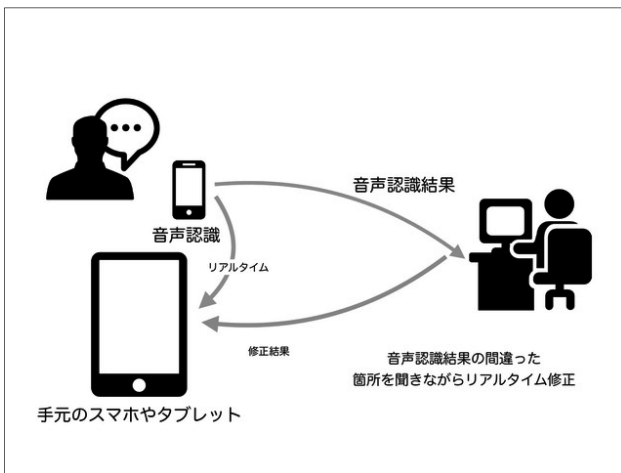 音声認識結果
音声認識
リアルタイム
修正結果
音声認識結果の間違った
箇所を聞きながらリアルタイム修正
手元のスマホやタブレット